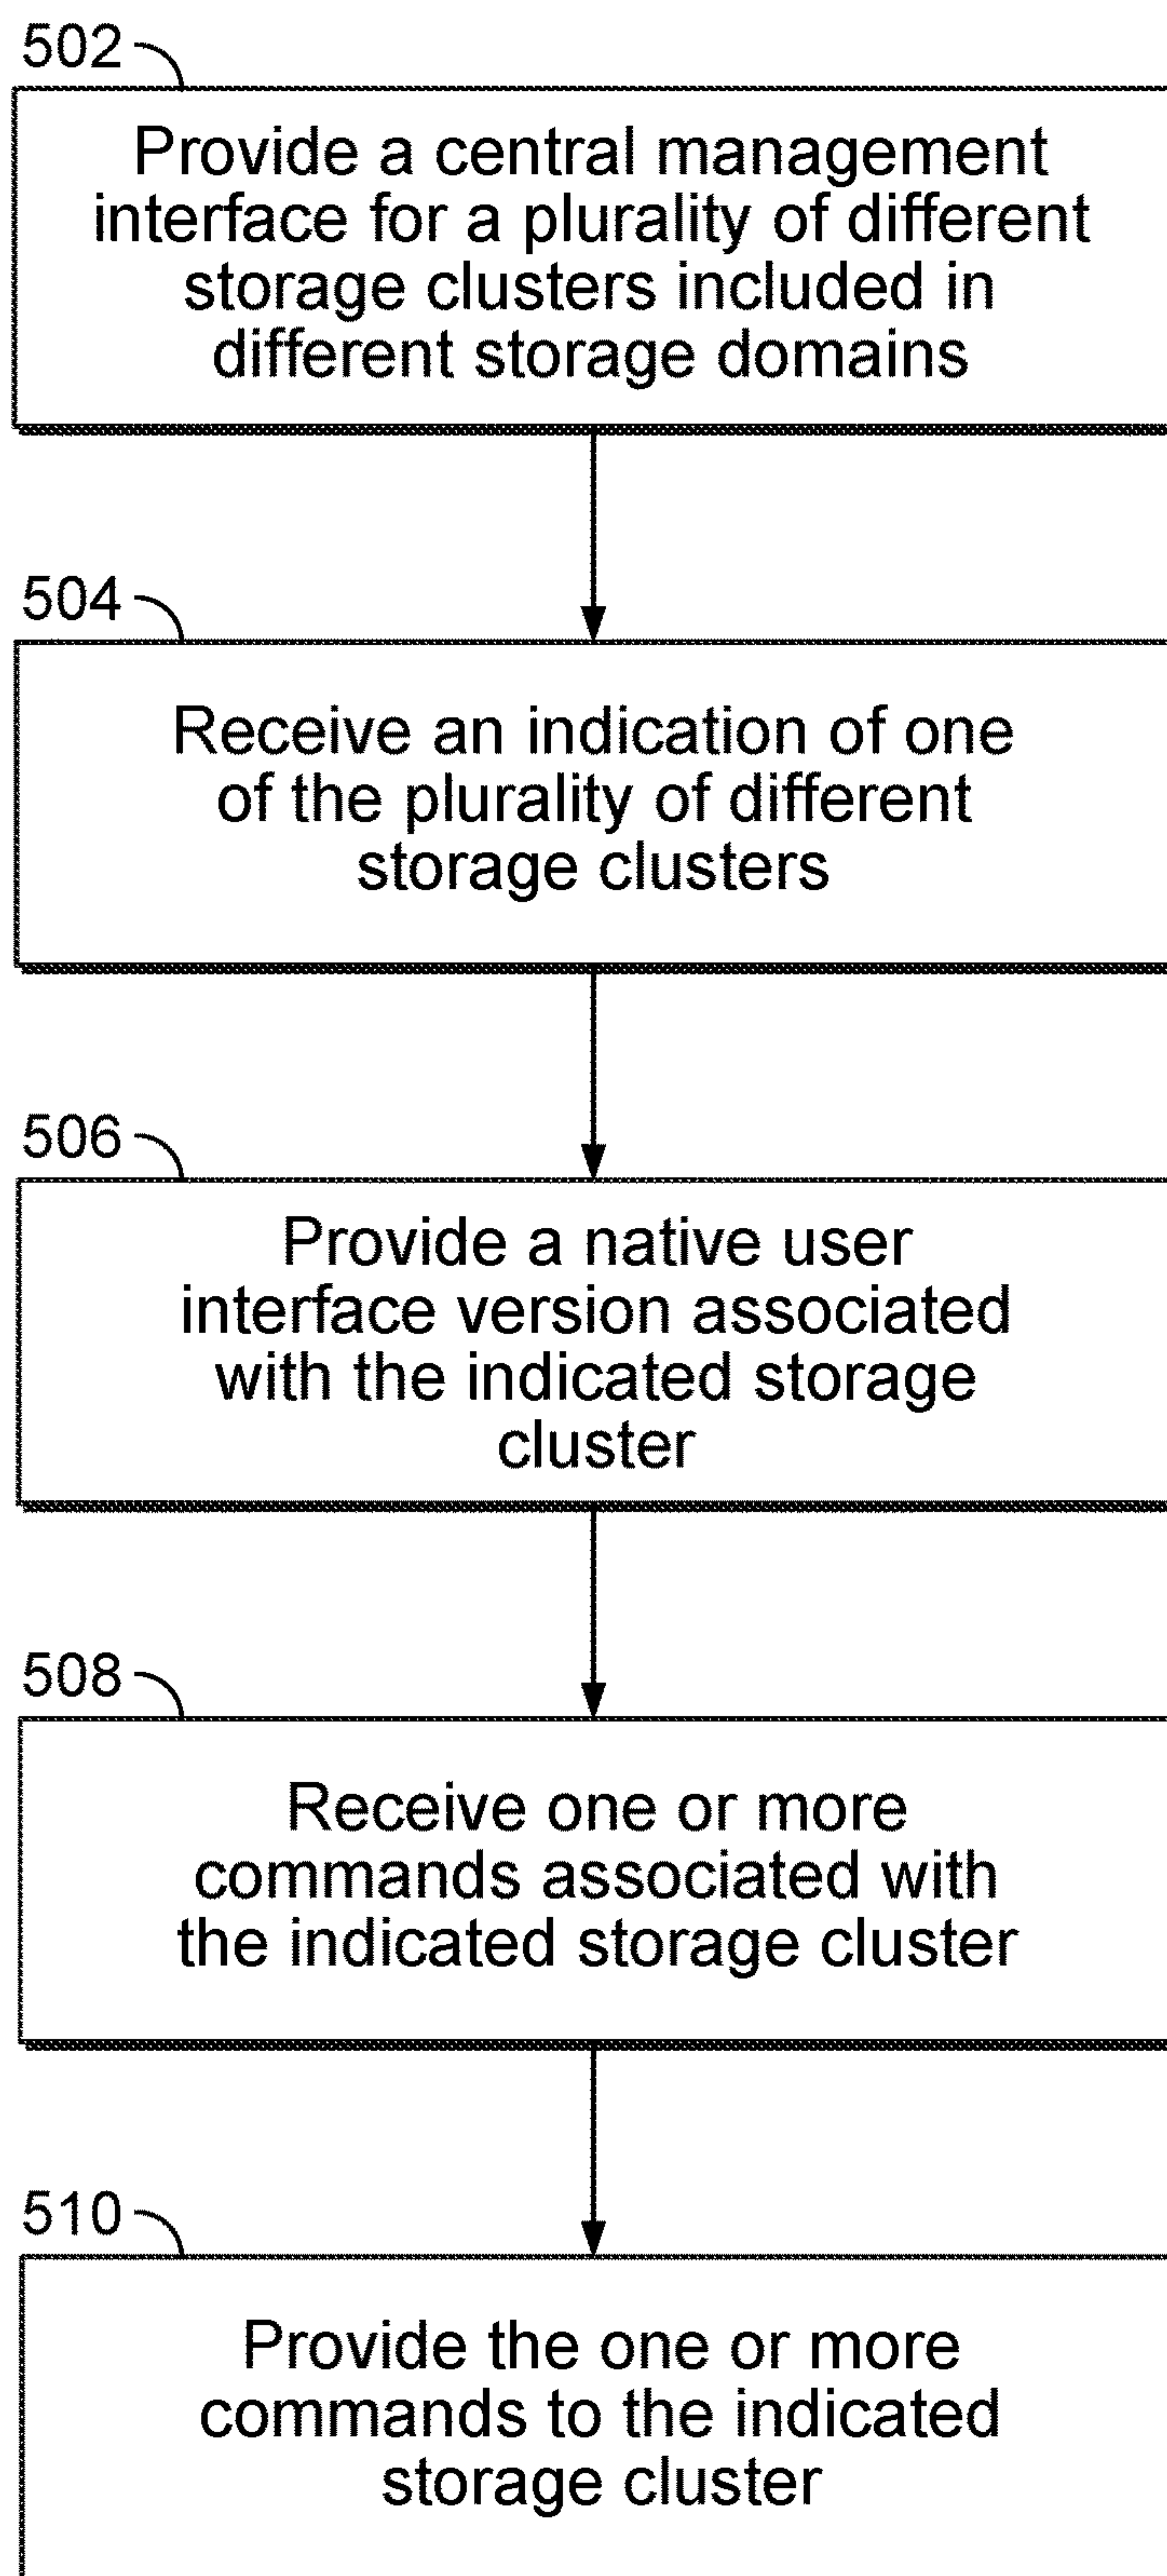 502
Provide a central management
interface for a plurality of different
storage clusters included in
different storage domains
504
Receive an indication of one
of the plurality of different
storage clusters
506
Provide a native user
interface version associated
with the indicated storage
cluster
508
Receive one or more
commands associated with
the indicated storage cluster
510
Provide the one or more
commands to the indicated
storage cluster